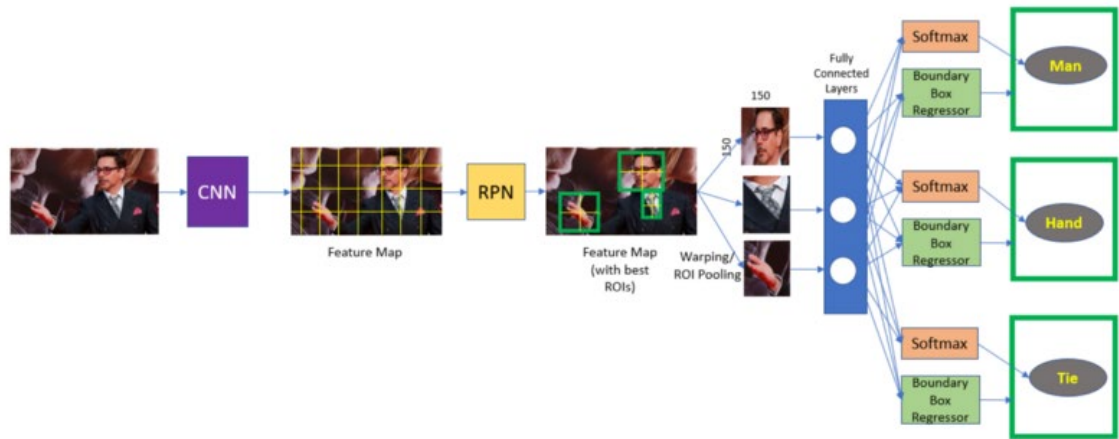 CNN
Feature Map
RPN
Feature Map
(with best
ROIs)
Warping/
ROI Pooling
150
150
Fully
Connected
Layers
Softmax
Boundary
Box
Regressor
Man
Softmax
Boundary
Box
Regressor
Hand
Softmax
Boundary
Box
Regressor
Tie